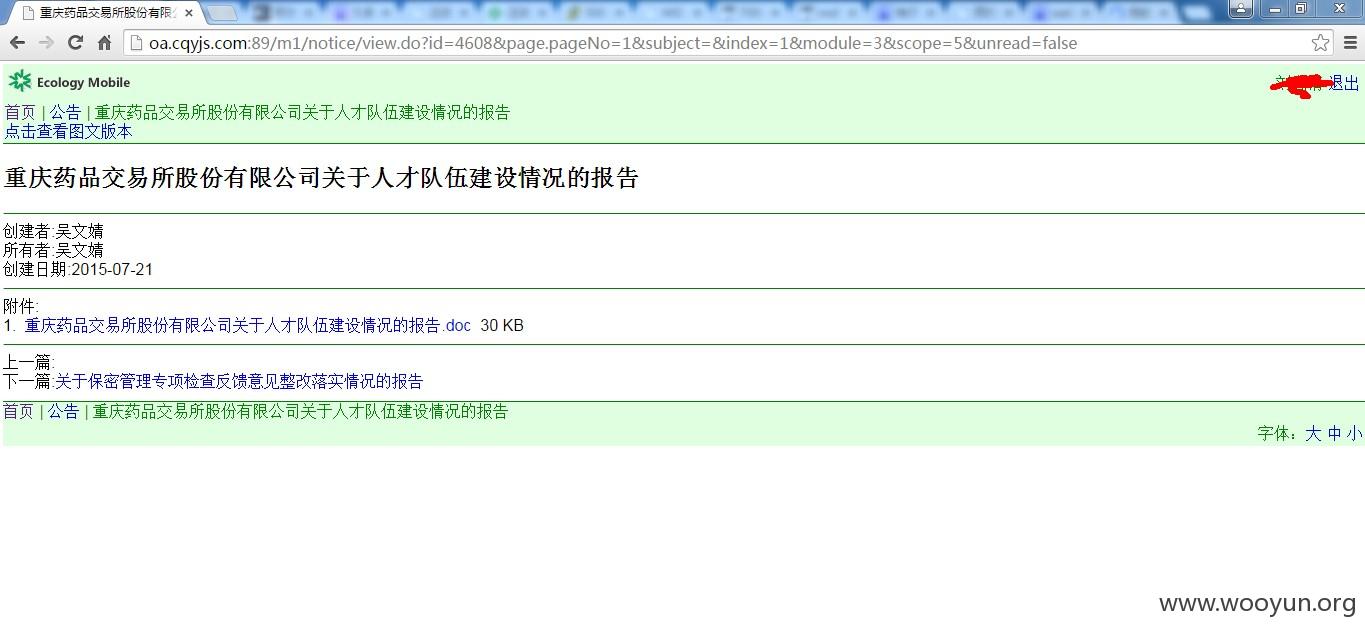 重庆药品交易所股份有限
oa.cqyjs.com:89/m1/notice/view.do?id=4608&page.pageNo=1&subject=&index=1&module=3&scope=5&unread=false
Ecology Mobile
退出
首页 | 公告 | 重庆药品交易所股份有限公司关于人才队伍建设情况的报告
点击查看图文版本
重庆药品交易所股份有限公司关于人才队伍建设情况的报告
创建者:吴文婧
所有者:吴文婧
创建日期:2015-07-21
附件:
1. 重庆药品交易所股份有限公司关于人才队伍建设情况的报告.doc 30 KB
上一篇:
下一篇:关于保密管理专项检查反馈意见整改落实情况的报告
首页 | 公告 | 重庆药品交易所股份有限公司关于人才队伍建设情况的报告
字体：大 中 小
www.wooyun.org